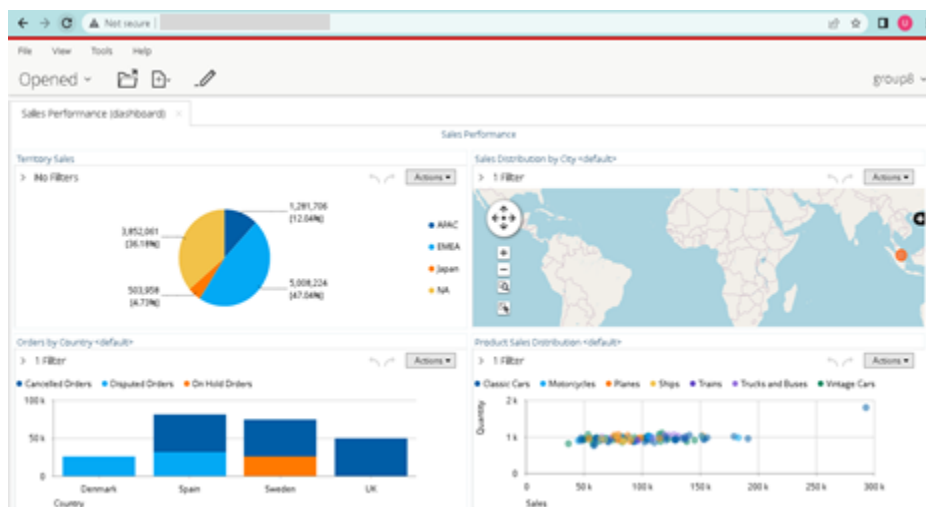 Not secure
File View Tools Help
Opened
group8
Sales Performance (dashboard)
Sales Performance
Territory Sales
No Filters
Actions
1,281,706
[12.04%]
3,852,061
[36.18%]
503,958
[4.73%]
5,008,224
[47.04%]
APAC
EMEA
Japan
NA
Sales Distribution by City <default>
1 Filter
Actions
Orders by Country <default>
1 Filter
Actions
Cancelled Orders Disputed Orders On Hold Orders
100 k
50 k
0
Denmark Spain Sweden UK
Country
Product Sales Distribution <default>
1 Filter
Actions
Classic Cars Motorcycles Planes Ships Trains Trucks and Buses Vintage Cars
Quantity
2 k
1 k
0
0 50 k 100 k 150 k 200 k 250 k 300 k
Sales